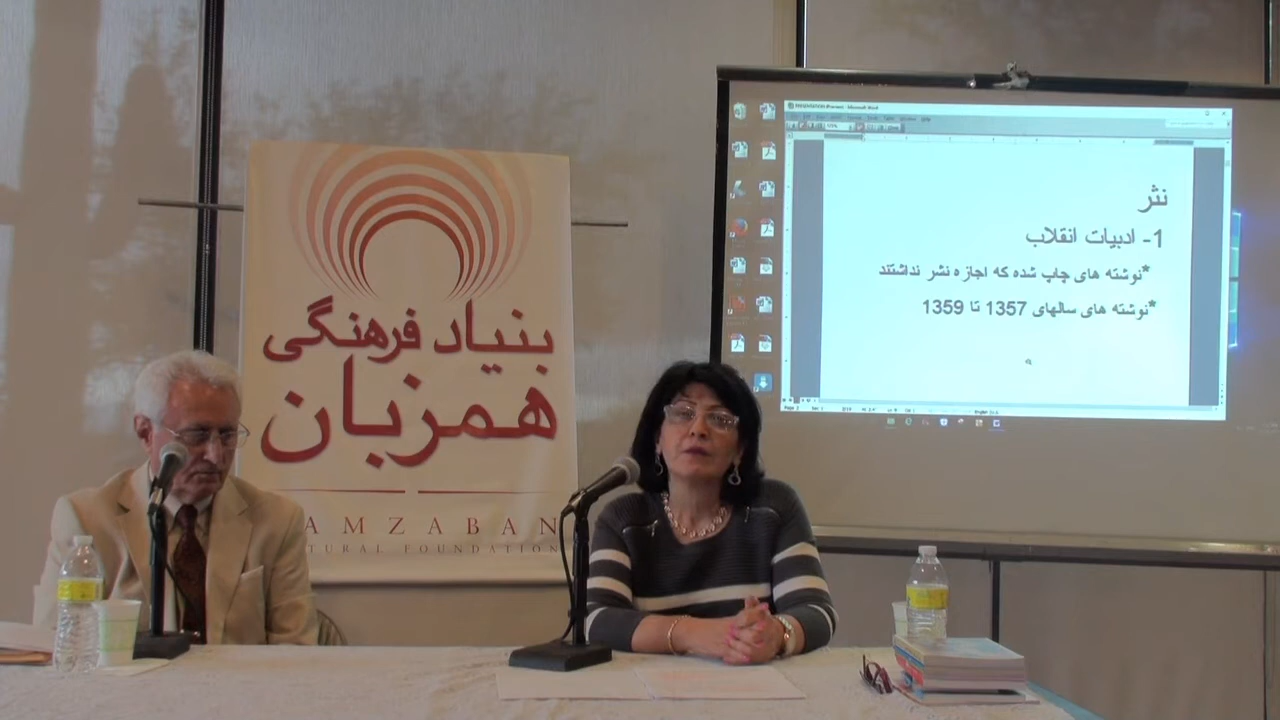 بنیاد فرهنگی
همزبان
AMZABAN
TURAL FOUNDATION
نثر
1- ادبیات انقلاب
*نوشته های چاپ شده که اجازه نشر نداشتند
*نوشته های سالهای 1357 تا 1359